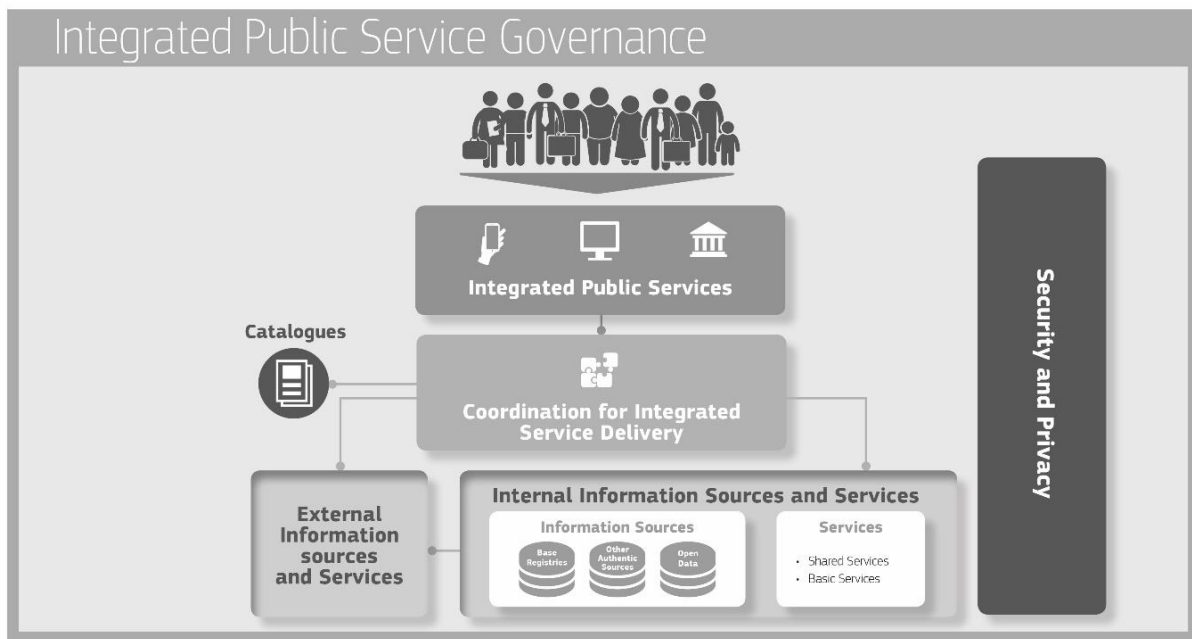 Integrated Public Service Governance
Integrated Public Services
Catalogues
Coordination for Integrated
Service Delivery
Security and Privacy
External
Information
sources
and Services
Internal Information Sources and Services
Information Sources
Base
Registries
Other
Authentic
Sources
Open
Data
Services
• Shared Services
• Basic Services